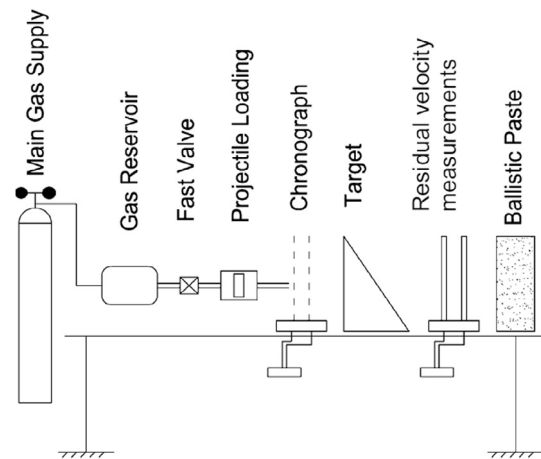 Main Gas Supply
Gas Reservoir
Fast Valve
Projectile Loading
Chronograph
Target
Residual velocity
measurements
Ballistic Paste